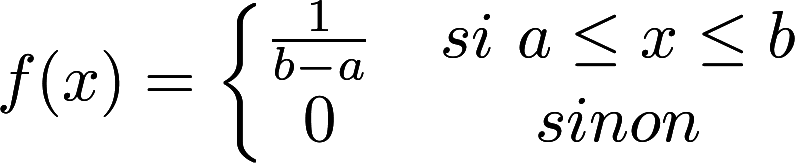 f(x) = { 1/(b−a) si a ≤ x ≤ b
0 sinon